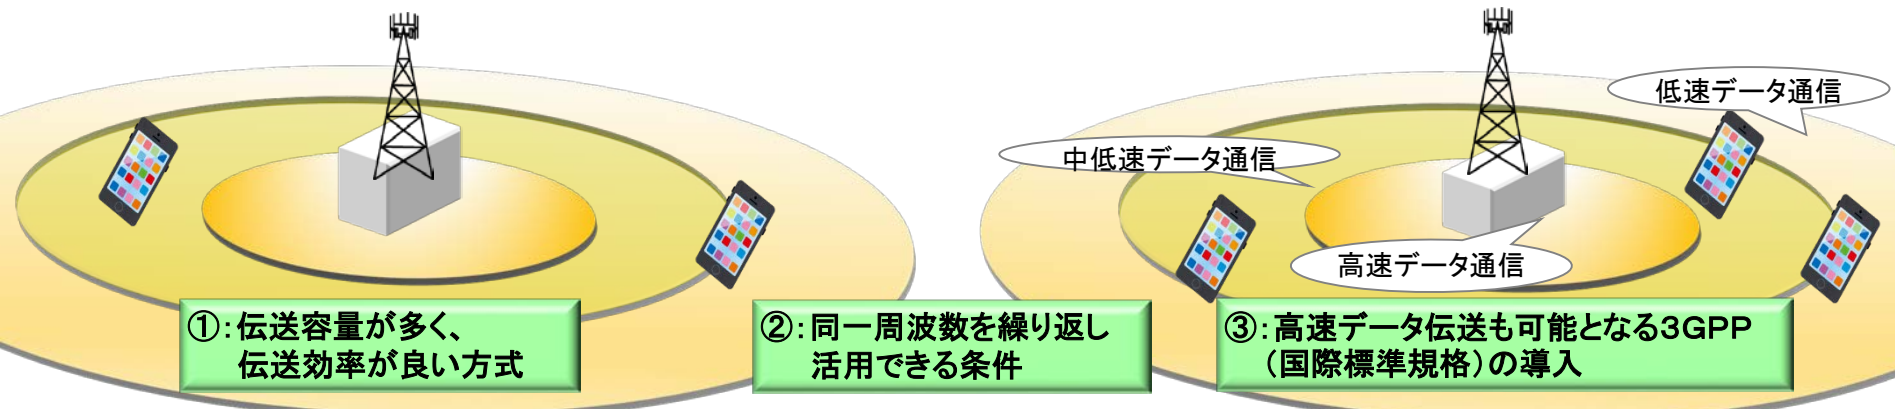 低速データ通信
中低速データ通信
高速データ通信
①:伝送容量が多く、
伝送効率が良い方式
②:同一周波数を繰り返し
活用できる条件
③:高速データ伝送も可能となる3GPP
(国際標準規格)の導入